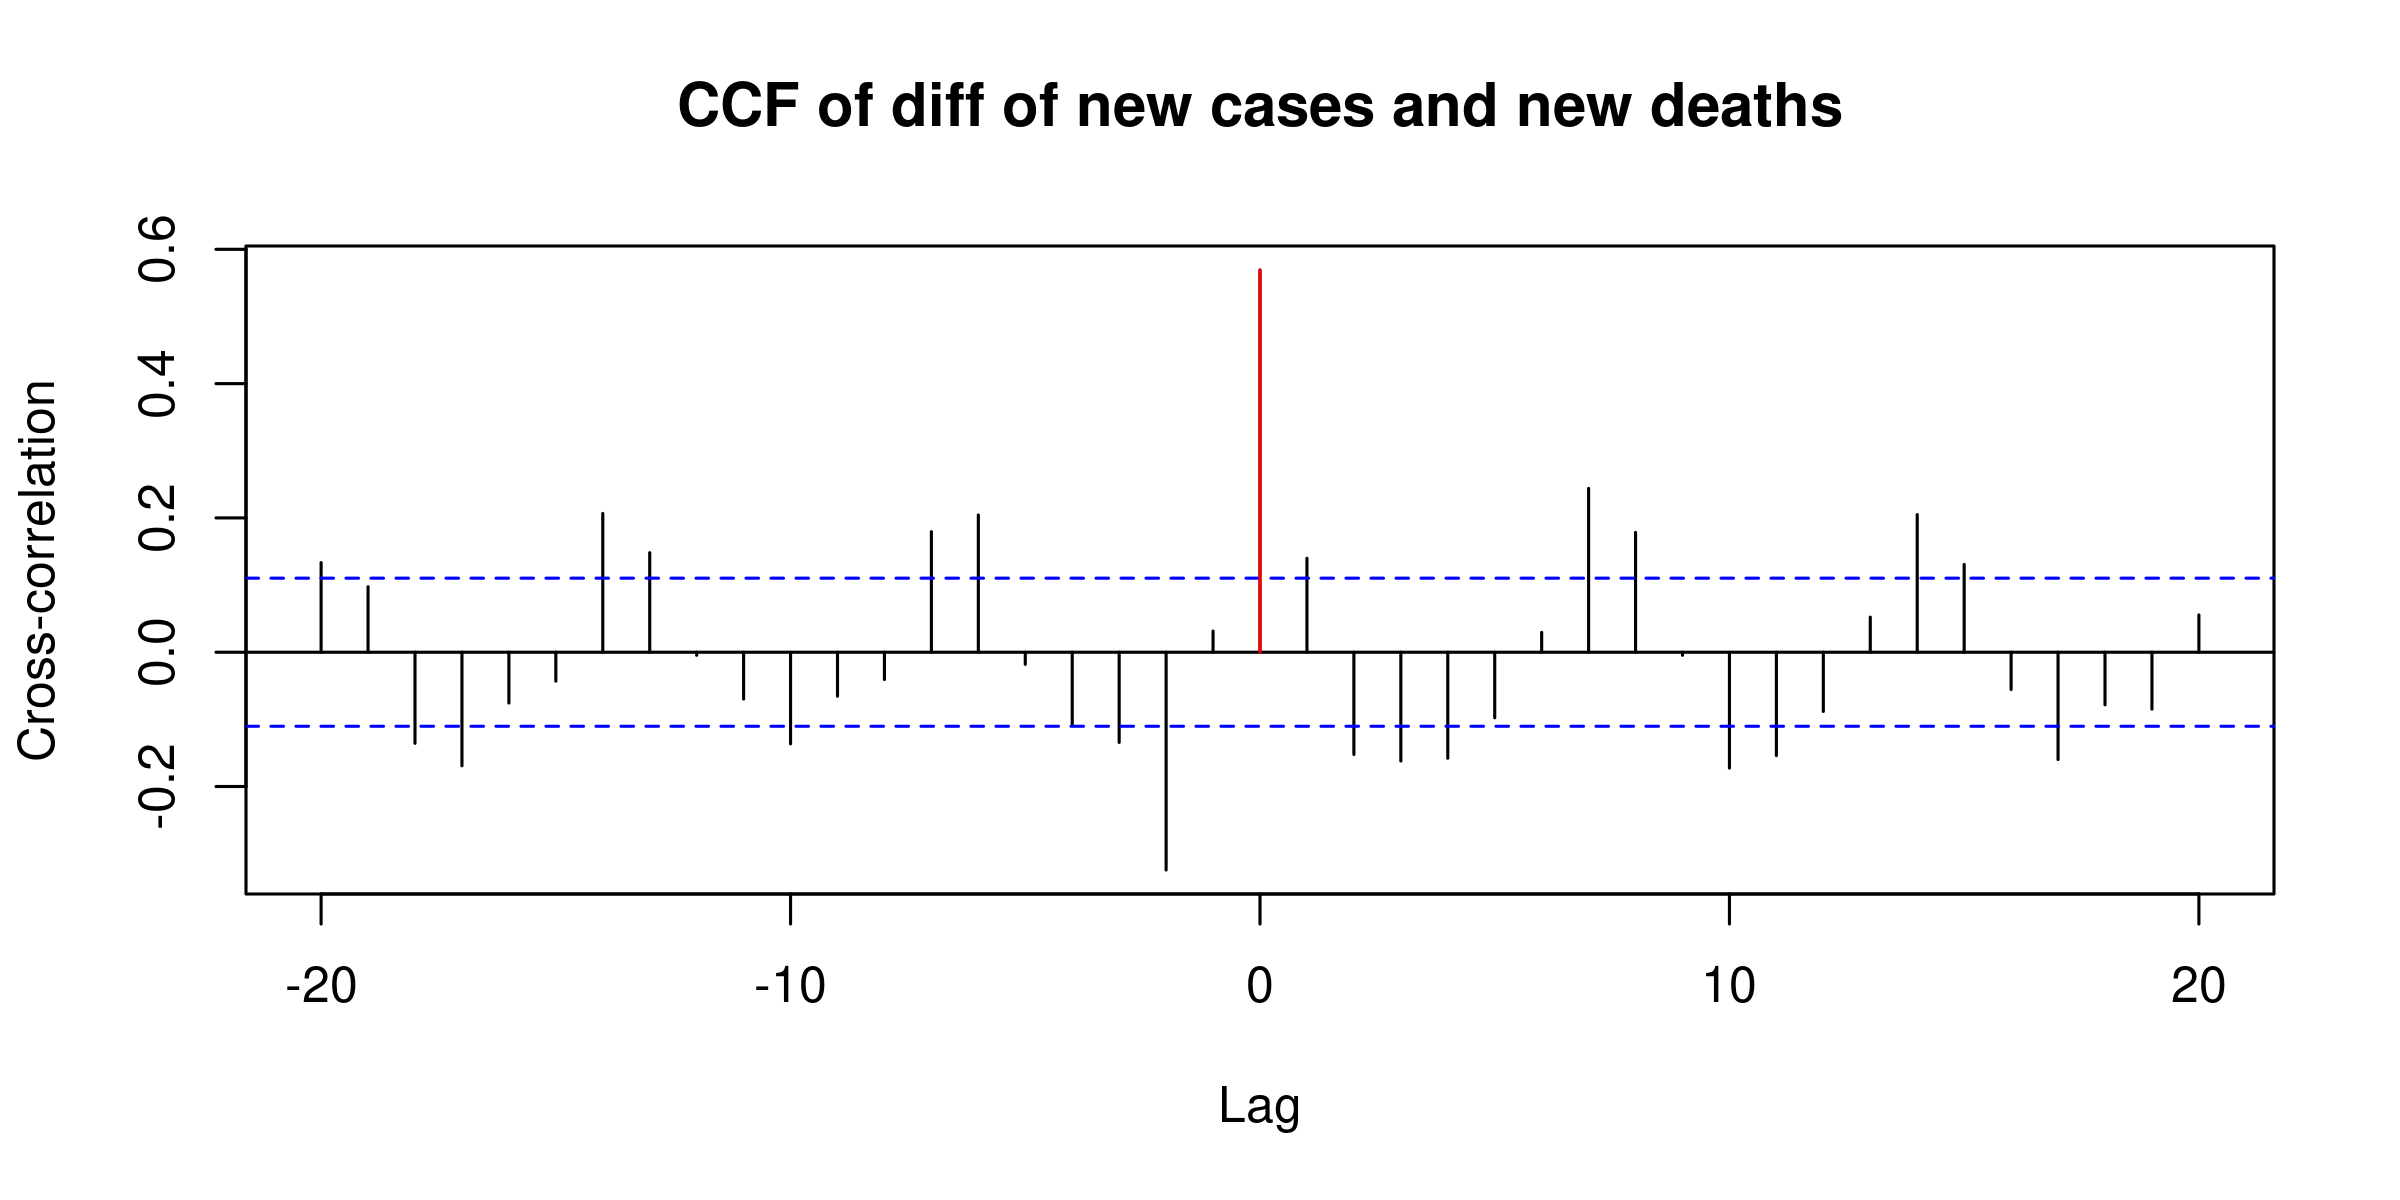 CCF of diff of new cases and new deaths
Cross-correlation
0.6
0.4
0.2
0.0
-0.2
-20 -10 0 10 20
Lag